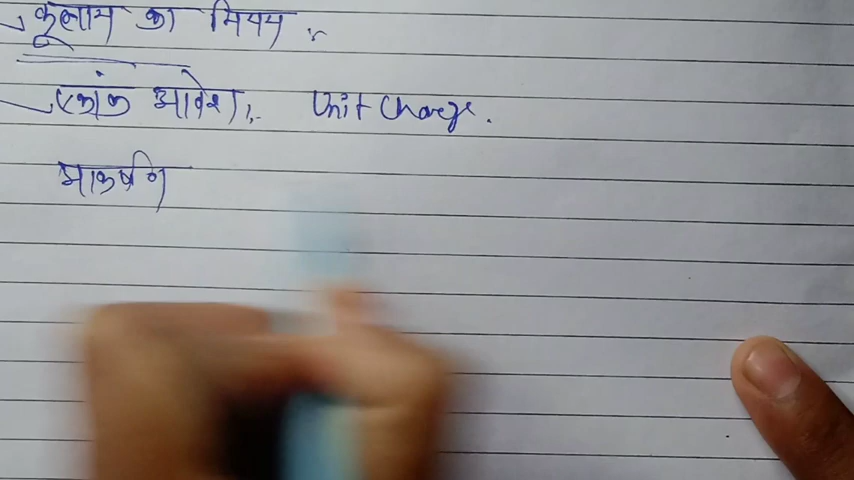 कूलाम का नियम :-
एकांक आवेश :- Unit Charge.
आकर्षण